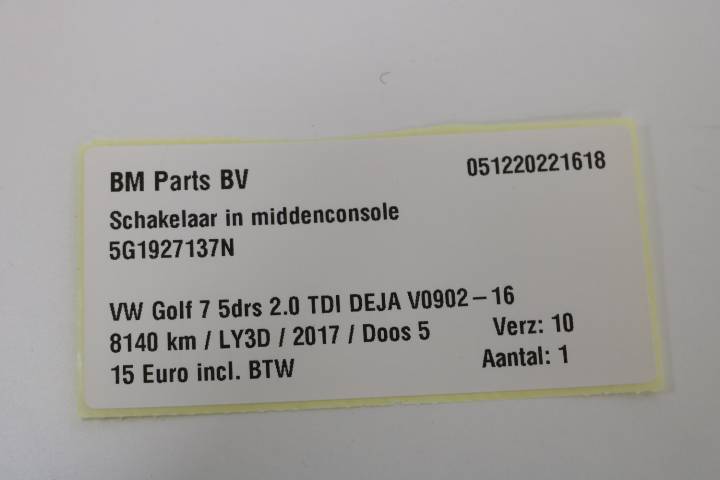 BM Parts BV 051220221618
Schakelaar in middenconsole
5G1927137N
VW Golf 7 5drs 2.0 TDI DEJA V0902-16
8140 km / LY3D / 2017 / Doos 5 Verz: 10
15 Euro incl. BTW Aantal: 1